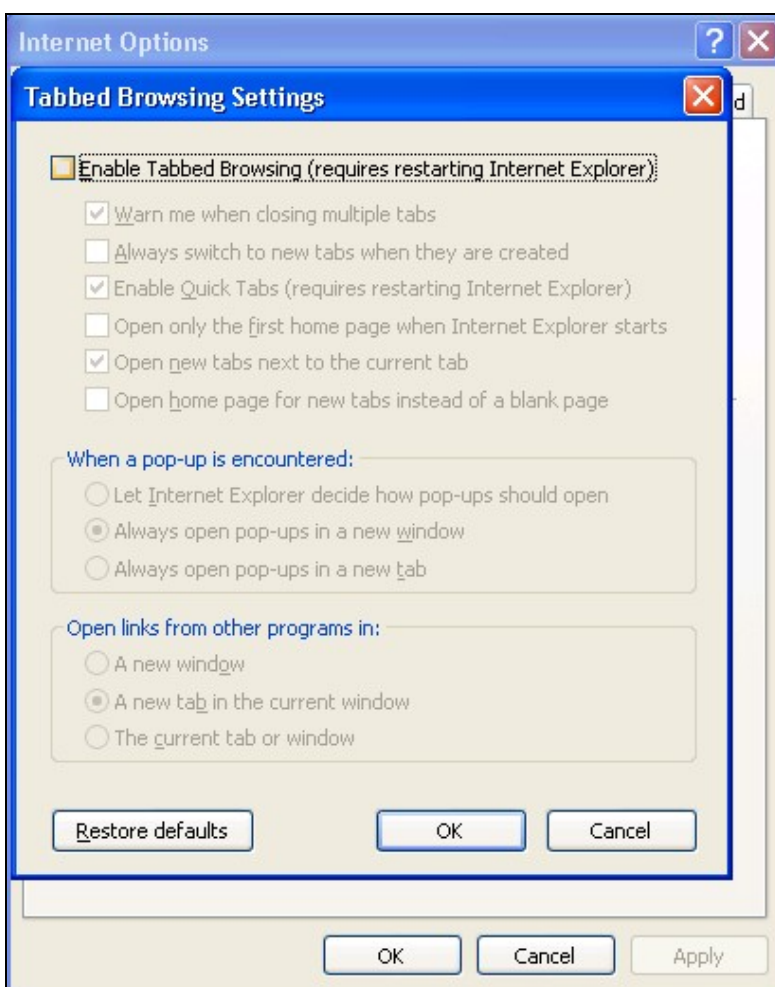 Internet Options
Tabbed Browsing Settings
d
Enable Tabbed Browsing (requires restarting Internet Explorer)
Warn me when closing multiple tabs
Always switch to new tabs when they are created
Enable Quick Tabs (requires restarting Internet Explorer)
Open only the first home page when Internet Explorer starts
Open new tabs next to the current tab
Open home page for new tabs instead of a blank page
When a pop-up is encountered:
Let Internet Explorer decide how pop-ups should open
Always open pop-ups in a new window
Always open pop-ups in a new tab
Open links from other programs in:
A new window
A new tab in the current window
The current tab or window
Restore defaults OK Cancel
OK Cancel Apply